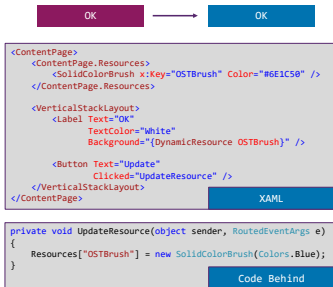 OK OK
<ContentPage>
    <ContentPage.Resources>
        <SolidColorBrush x:Key="OSTBrush" Color="#6E1C50" />
    </ContentPage.Resources>

    <VerticalStackLayout>
        <Label Text="OK"
               TextColor="White"
               Background="{DynamicResource OSTBrush}" />

        <Button Text="Update"
                Clicked="UpdateResource" />
    </VerticalStackLayout>
</ContentPage>
XAML
private void UpdateResource(object sender, RoutedEventArgs e)
{
    Resources["OSTBrush"] = new SolidColorBrush(Colors.Blue);
}
Code Behind